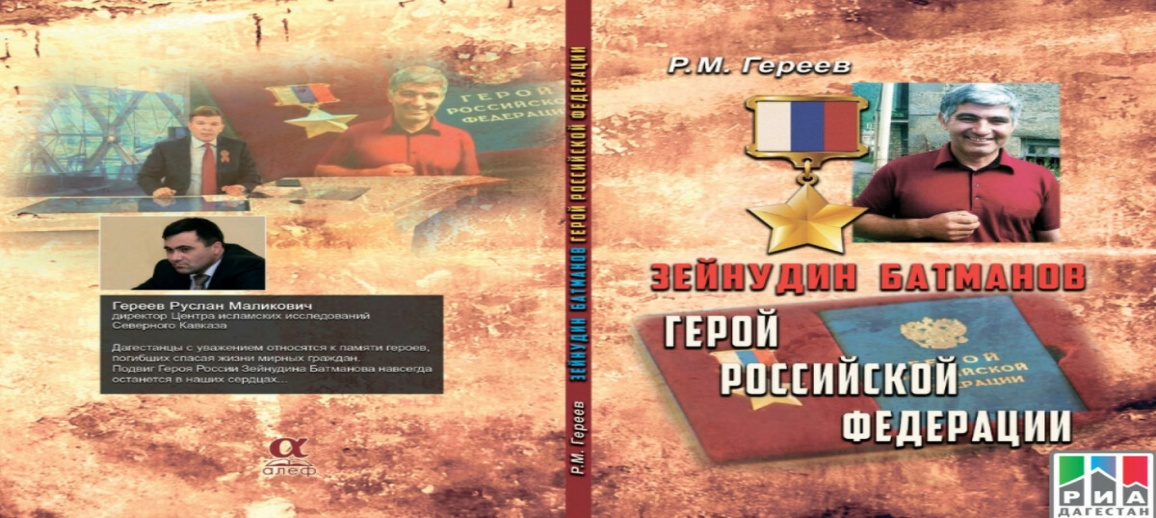 ГЕРОЙ
РОССИЙСКО
ФЕДЕРАЦИИ
Гереев Руслан Маликович
директор Центра исламских исследований
Северного Кавказа
Дагестанцы с уважением относятся к памяти героев,
погибших спасая жизни мирных граждан.
Подвиг Героя России Зейнудина Батманова навсегда
останется в наших сердцах...
α
алеф
Р.М. Гереев ЗЕЙНУДИН БАТМАНОВ ГЕРОЙ РОССИЙСКОЙ ФЕДЕРАЦИИ
Р.М. Гереев
ЗЕЙНУДИН БАТМАНОВ
ГЕРОЙ
РОССИЙСКОЙ
ФЕДЕРАЦИИ
ГЕРОЙ
РОССИЙСКОЙ
ФЕДЕРАЦИИ
РИА
ДАГЕСТАН